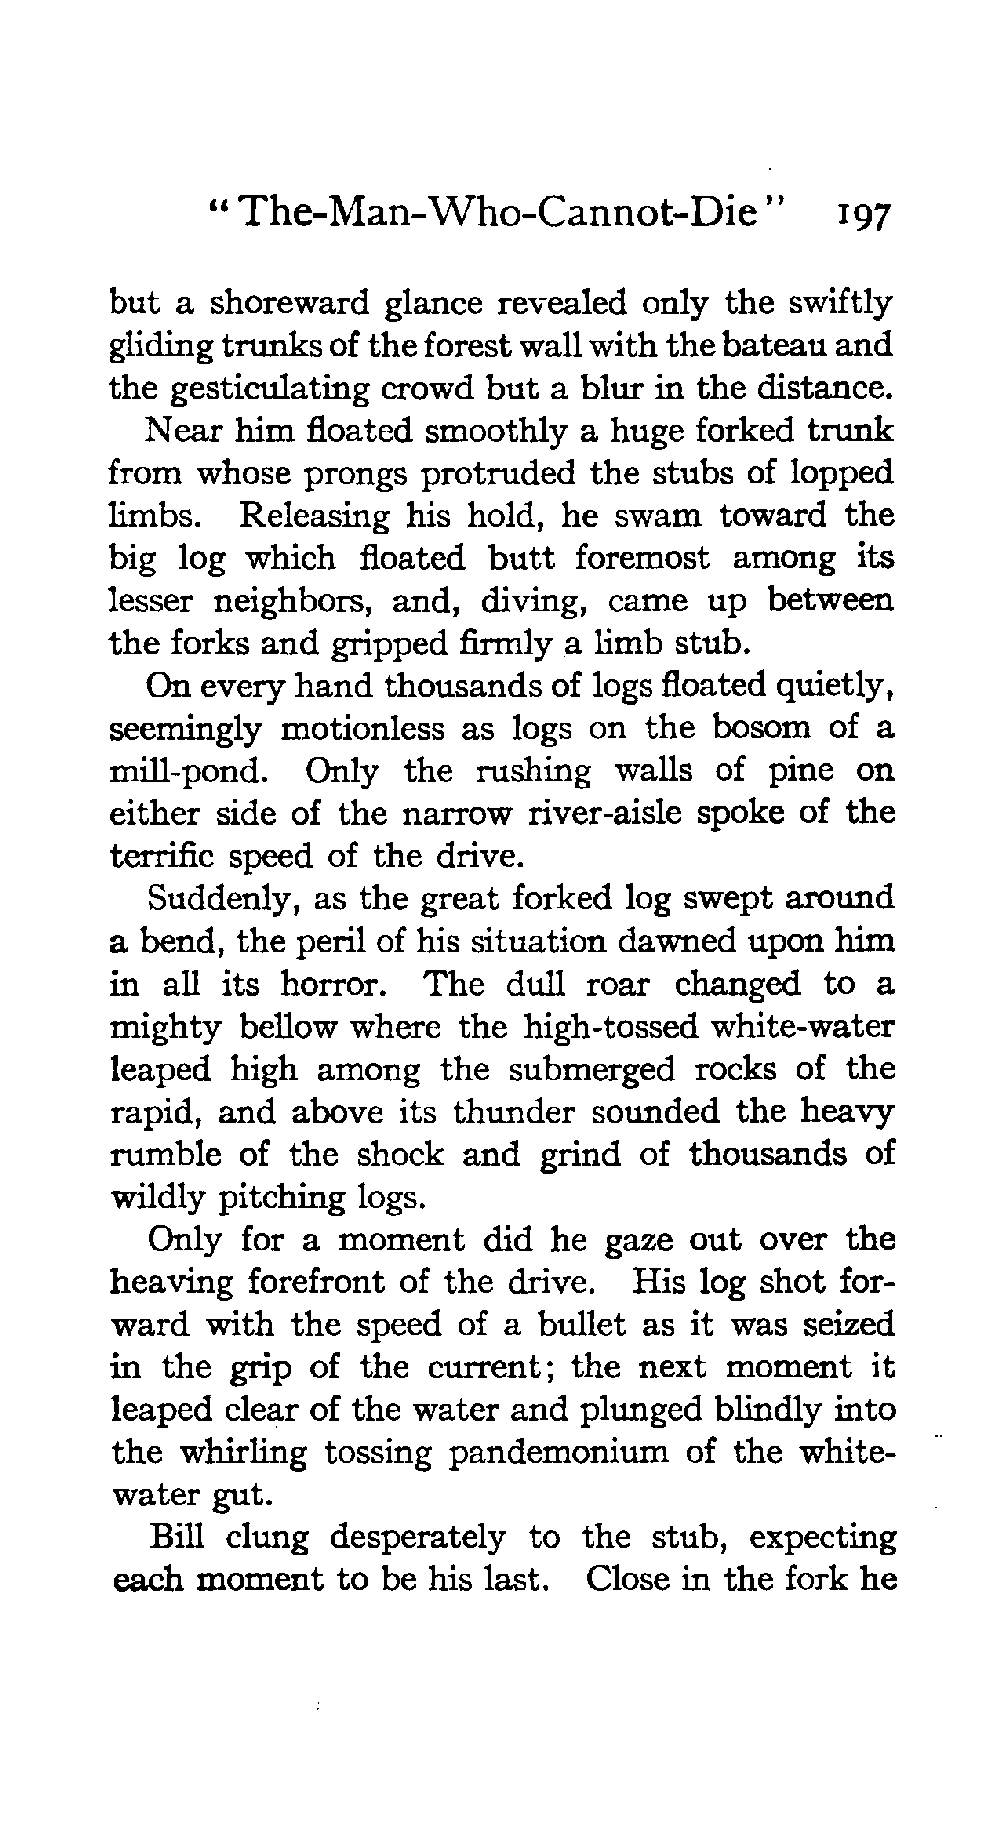 "The-Man-Who-Cannot-Die" 197
but a shoreward glance revealed only the swiftly
gliding trunks of the forest wall with the bateau and
the gesticulating crowd but a blur in the distance.
Near him floated smoothly a huge forked trunk
from whose prongs protruded the stubs of lopped
limbs. Releasing his hold, he swam toward the
big log which floated butt foremost among its
lesser neighbors, and, diving, came up between
the forks and gripped firmly a limb stub.
On every hand thousands of logs floated quietly,
seemingly motionless as logs on the bosom of a
mill-pond. Only the rushing walls of pine on
either side of the narrow river-aisle spoke of the
terrific speed of the drive.
Suddenly, as the great forked log swept around
a bend, the peril of his situation dawned upon him
in all its horror. The dull roar changed to a
mighty bellow where the high-tossed white-water
leaped high among the submerged rocks of the
rapid, and above its thunder sounded the heavy
rumble of the shock and grind of thousands of
wildly pitching logs.
Only for a moment did he gaze out over the
heaving forefront of the drive. His log shot for-
ward with the speed of a bullet as it was seized
in the grip of the current; the next moment it
leaped clear of the water and plunged blindly into
the whirling tossing pandemonium of the white-
water gut.
Bill clung desperately to the stub, expecting
each moment to be his last. Close in the fork he